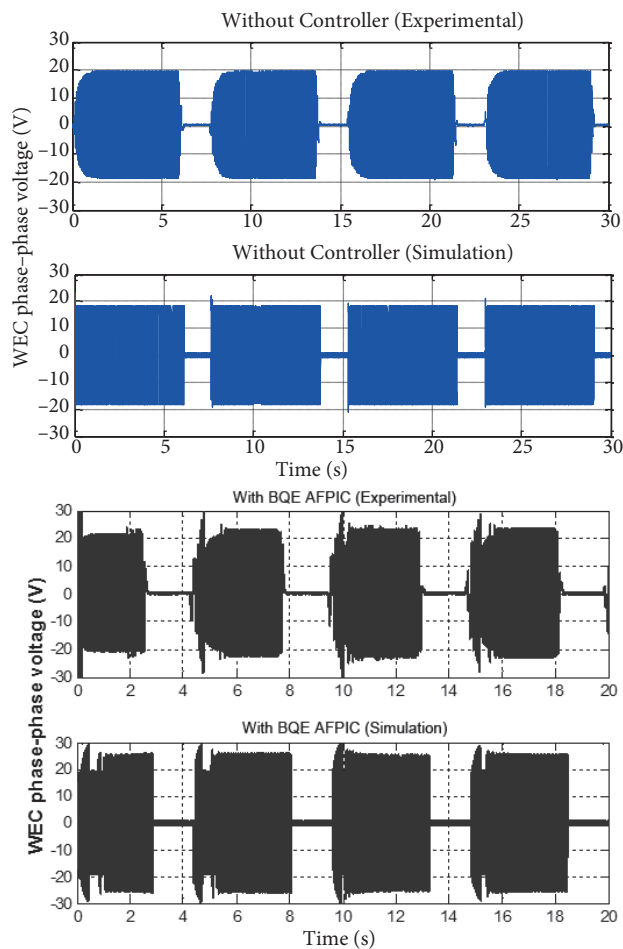 Without Controller (Experimental)
30
20
10
0
−10
−20
−30
0 5 10 15 20 25 30
WEC phase–phase voltage (V)
Without Controller (Simulation)
30
20
10
0
−10
−20
−30
0 5 10 15 20 25 30
Time (s)
With BQE AFPIC (Experimental)
30
20
10
0
10
20
30
0 2 4 6 8 10 12 14 16 18 20
WEC phase-phase voltage (V)
With BQE AFPIC (Simulation)
30
20
10
0
-10
-20
-30
0 2 4 6 8 10 12 14 16 18 20
Time (s)